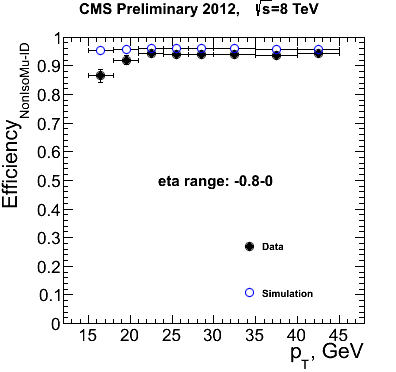 CMS Preliminary 2012, √s=8 TeV
Efficiency NonIsoMu-ID
1
0.9
0.8
0.7
0.6
0.5
0.4
0.3
0.2
0.1
0
eta range: -0.8-0
Data
Simulation
15 20 25 30 35 40 45
p_T, GeV